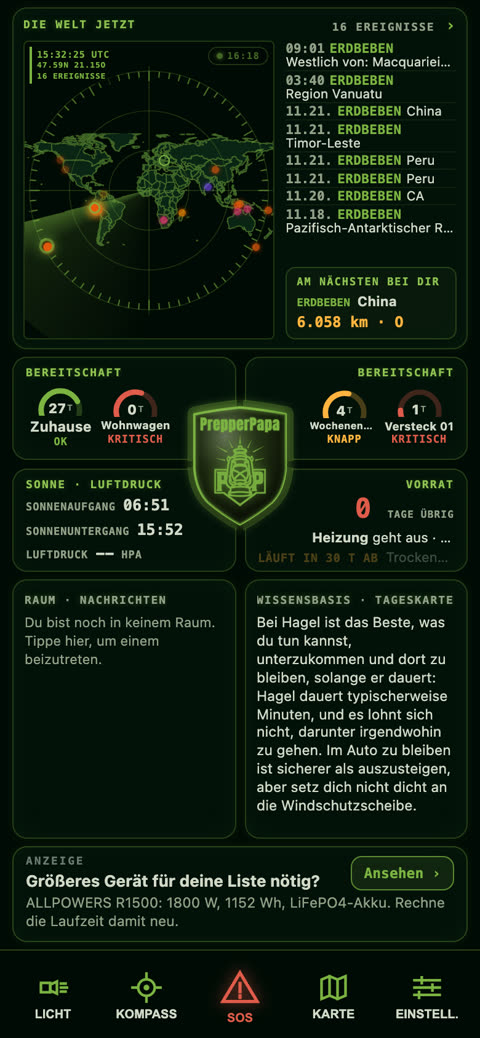 DIE WELT JETZT
16 EREIGNISSE ›
15:32:25 UTC
47.59N 21.15O
16 EREIGNISSE
16:18
09:01 ERDBEBEN
Westlich von: Macquariei...
03:40 ERDBEBEN
Region Vanuatu
11.21. ERDBEBEN China
11.21. ERDBEBEN
Timor-Leste
11.21. ERDBEBEN Peru
11.21. ERDBEBEN Peru
11.20. ERDBEBEN CA
11.18. ERDBEBEN
Pazifisch-Antarktischer R...
AM NÄCHSTEN BEI DIR
ERDBEBEN China
6.058 km · O
BEREITSCHAFT
27T
Zuhause
OK
0T
Wohnwagen
KRITISCH
BEREITSCHAFT
4T
Wochenen...
KNAPP
1T
Versteck 01
KRITISCH
PrepperPapa
PP
SONNE · LUFTDRUCK
SONNENAUFGANG 06:51
SONNENUNTERGANG 15:52
LUFTDRUCK —— HPA
VORRAT
0 TAGE ÜBRIG
Heizung geht aus · ...
LÄUFT IN 30 T AB Trocken...
RAUM · NACHRICHTEN
Du bist noch in keinem Raum.
Tippe hier, um einem
beizutreten.
WISSENSBASIS · TAGESKARTE
Bei Hagel ist das Beste, was
du tun kannst,
unterzukommen und dort zu
bleiben, solange er dauert:
Hagel dauert typischerweise
Minuten, und es lohnt sich
nicht, darunter irgendwohin
zu gehen. Im Auto zu bleiben
ist sicherer als auszusteigen,
aber setz dich nicht dicht an
die Windschutzscheibe.
ANZEIGE
Größeres Gerät für deine Liste nötig?
Ansehen ›
ALLPOWERS R1500: 1800 W, 1152 Wh, LiFePO4-Akku. Rechne
die Laufzeit damit neu.
LICHT
KOMPASS
SOS
KARTE
EINSTELL.